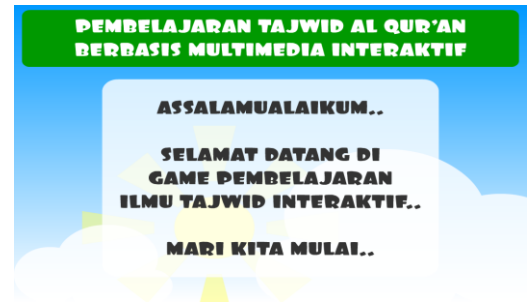 PEMBELAJARAN TAJWID AL QUR'AN
BERBASIS MULTIMEDIA INTERAKTIF
ASSALAMUALAIKUM..
SELAMAT DATANG DI
GAME PEMBELAJARAN
ILMU TAJWID INTERAKTIF..
MARI KITA MULAI..